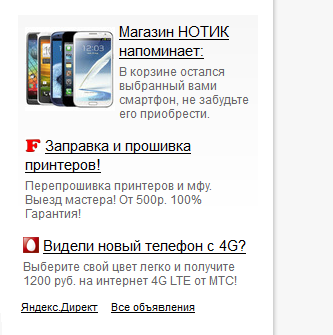 Магазин НОТИК
напоминает:
В корзине остался
выбранный вами
смартфон, не забудьте
его приобрести.
Заправка и прошивка
принтеров!
Перепрошивка принтеров и мфу.
Выезд мастера! От 500р. 100%
Гарантия!
Видели новый телефон с 4G?
Выберите свой цвет легко и получите
1200 руб. на интернет 4G LTE от МТС!
Яндекс.Директ Все объявления